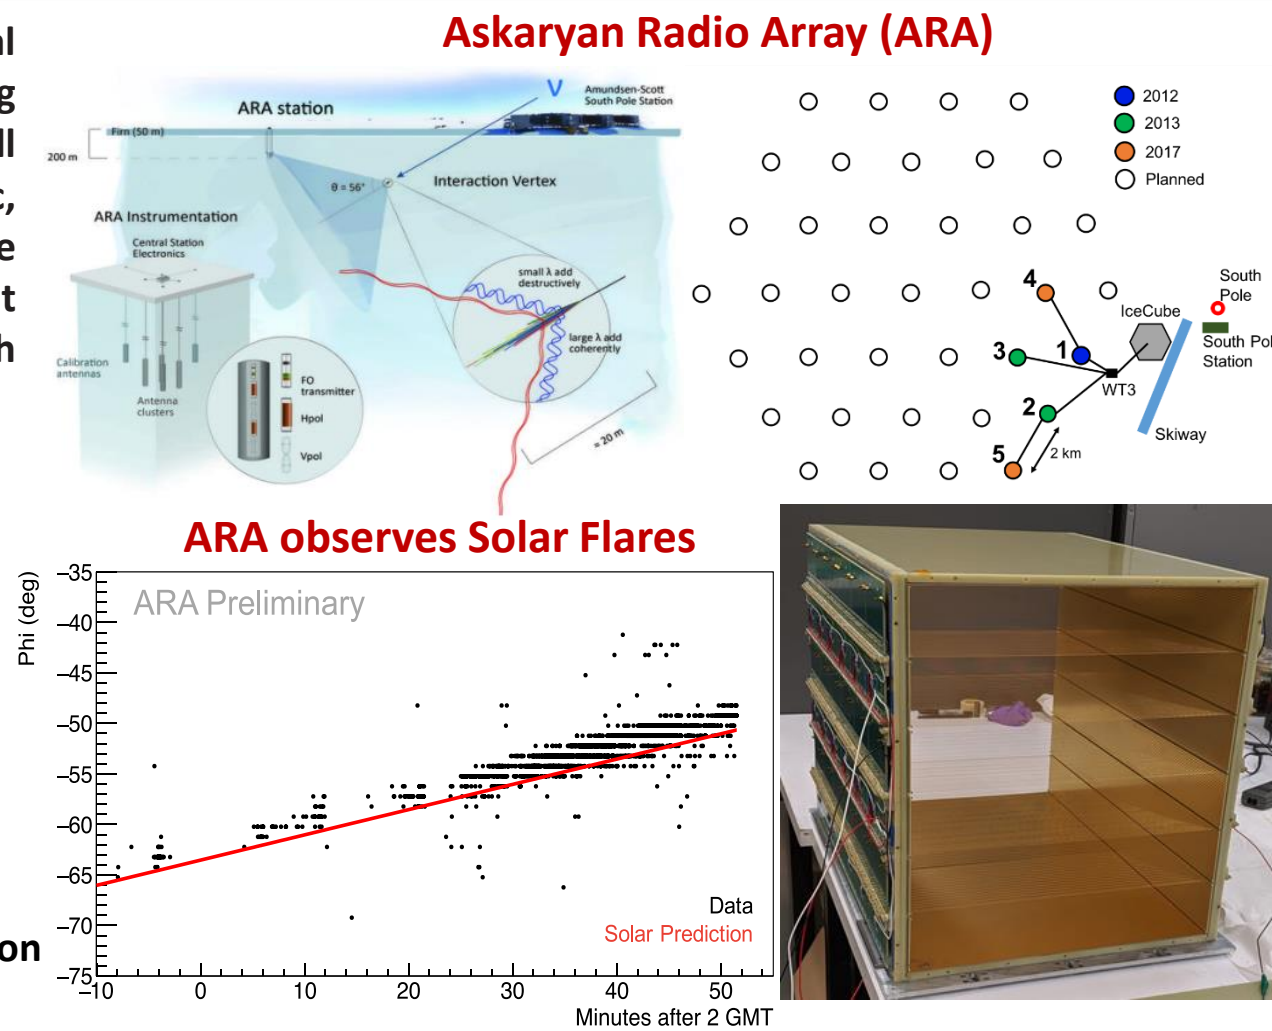 al
ng
ll
c,
e
t
h
on
Askaryan Radio Array (ARA)
ARA station
ν
Amundsen-Scott
South Pole Station
Firn (50 m)
200 m
θ = 56°
Interaction Vertex
ARA Instrumentation
Central Station
Electronics
Calibration
antennas
Antenna
clusters
FO
transmitter
Hpol
Vpol
small λ add
destructively
large λ add
coherently
≈ 20 m
2012
2013
2017
Planned
4
3
1
2
5
2 km
WT3
IceCube
South
Pole
South Pol
Station
Skiway
ARA observes Solar Flares
ARA Preliminary
Phi (deg)
−35
−40
−45
−50
−55
−60
−65
−70
−75
Data
Solar Prediction
−10 0 10 20 30 40 50
Minutes after 2 GMT